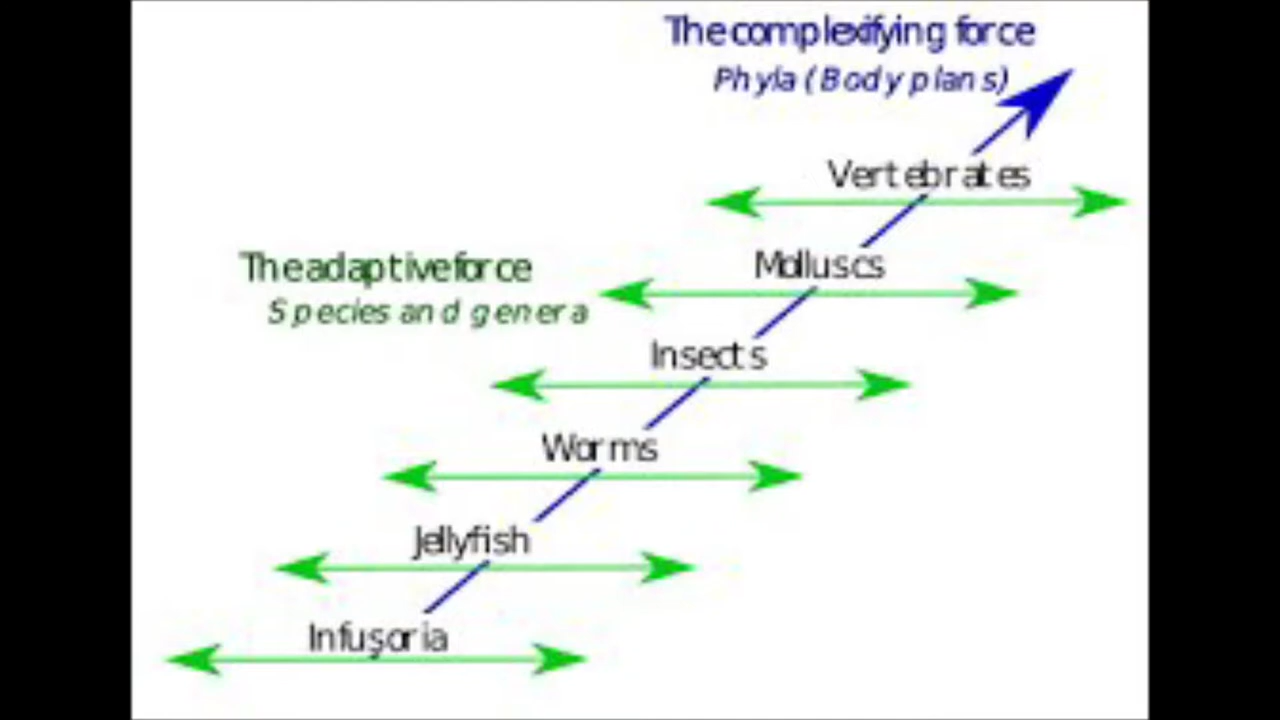 The complexifying force
Phyla (Body plans)
Vertebrates
Molluscs
The adaptive force
Species and genera
Insects
Worms
Jellyfish
Infusoria